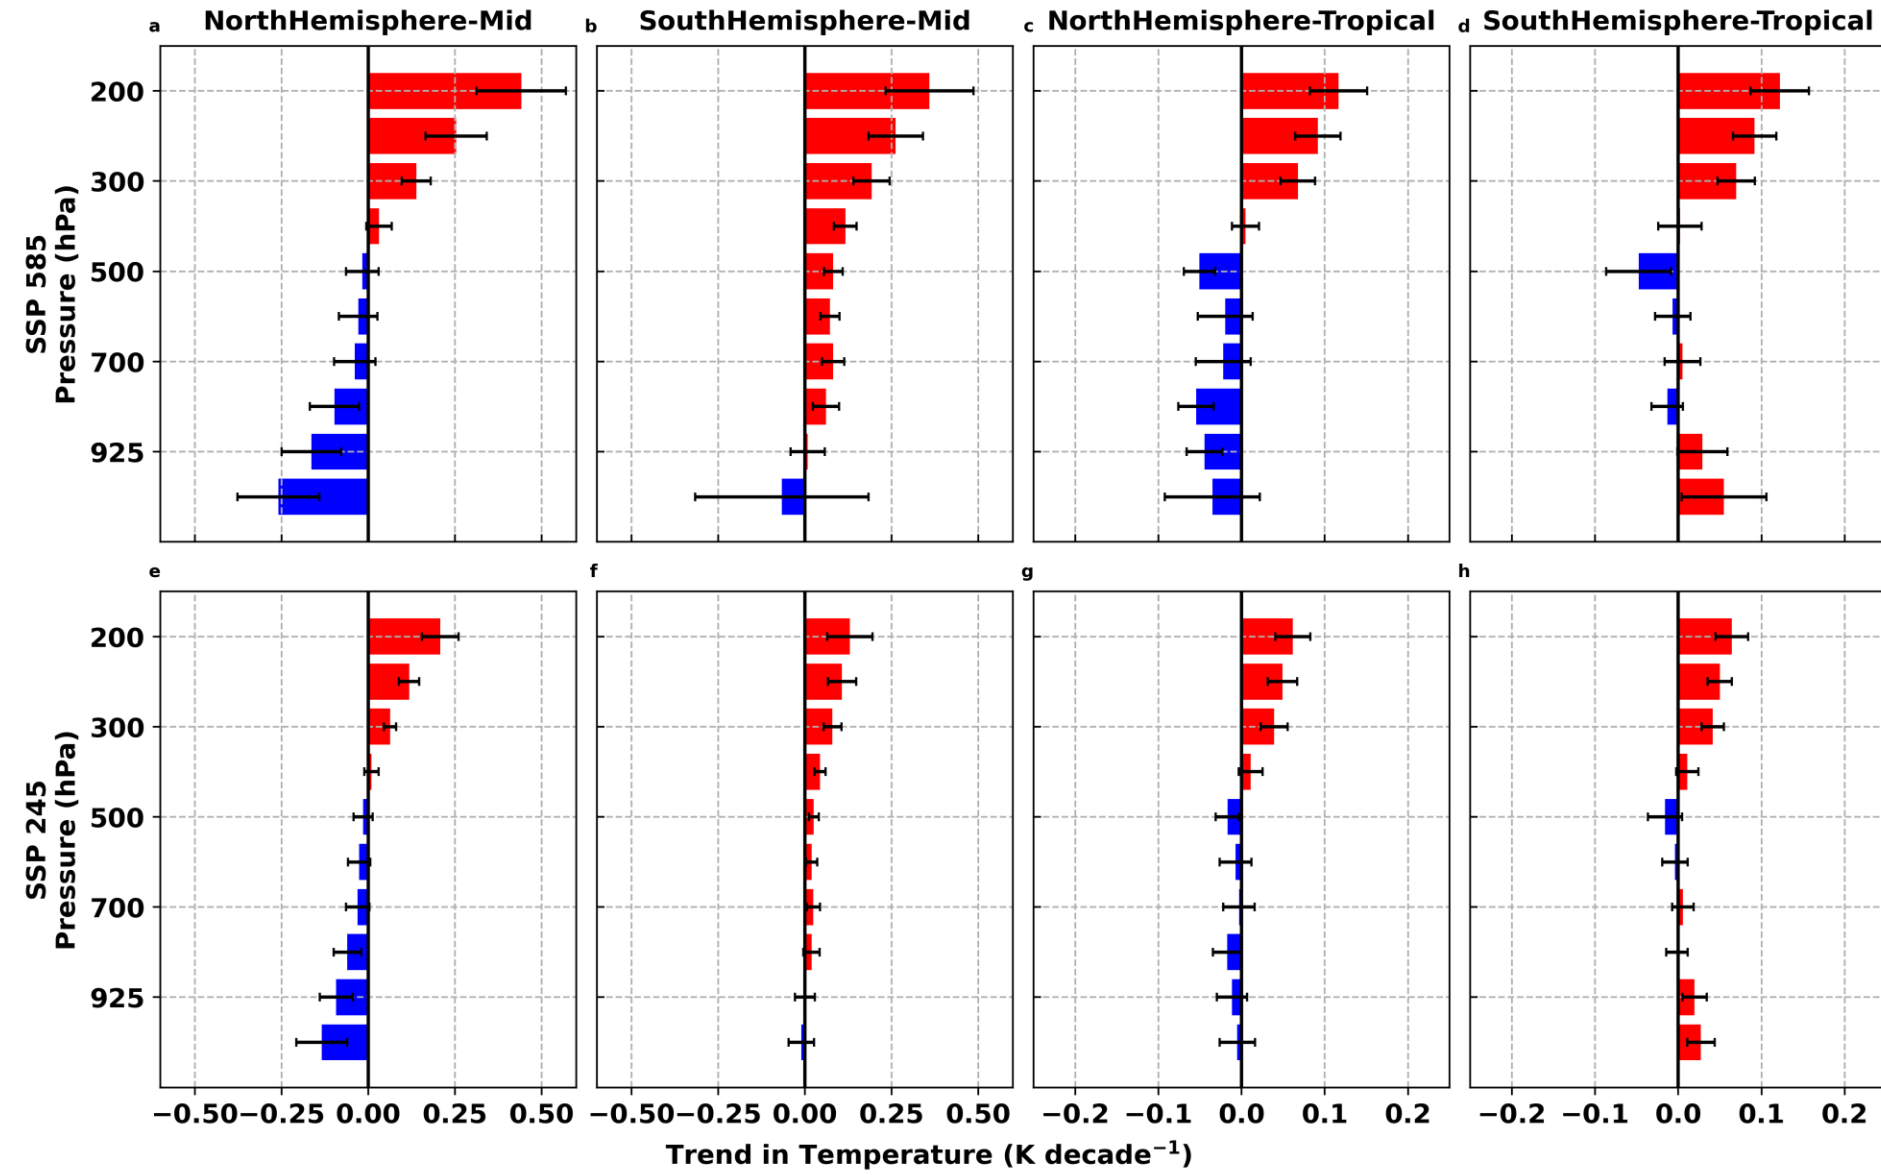 a NorthHemisphere-Mid b SouthHemisphere-Mid c NorthHemisphere-Tropical d SouthHemisphere-Tropical
SSP 585
Pressure (hPa)
200
300
500
700
925
e f g h
SSP 245
Pressure (hPa)
200
300
500
700
925
−0.50 −0.25 0.00 0.25 0.50 −0.50 −0.25 0.00 0.25 0.50 −0.2 −0.1 0.0 0.1 0.2 −0.2 −0.1 0.0 0.1 0.2
Trend in Temperature (K decade⁻¹)